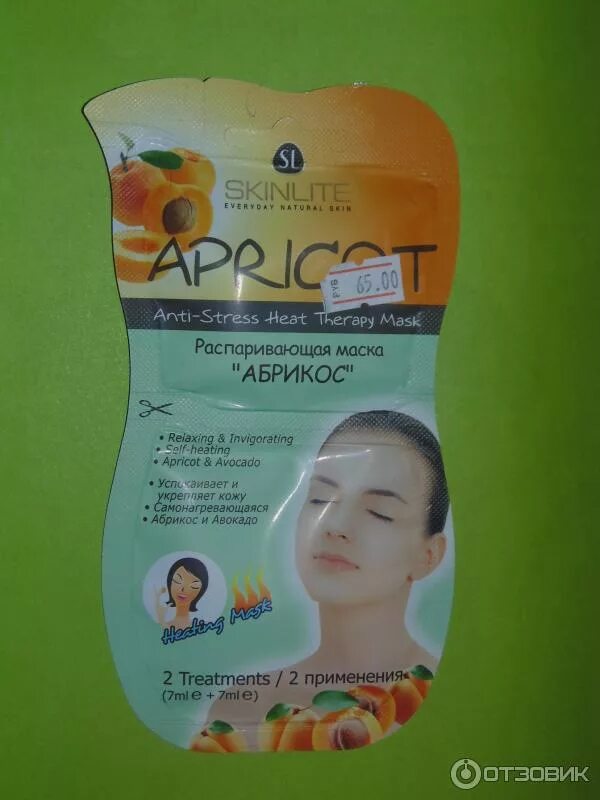 SL
SKINLITE
EVERYDAY NATURAL SKIN
APRICOT
руб 65.00
Anti-Stress Heat Therapy Mask
Распаривающая маска
"АБРИКОС"
• Relaxing & Invigorating
• Self-heating
• Apricot & Avocado
• Успокаивает и
укрепляет кожу
• Самонагревающаяся
• Абрикос и Авокадо
Heating Mask
2 Treatments / 2 применения
(7ml e + 7ml e)
ОТЗОВИК